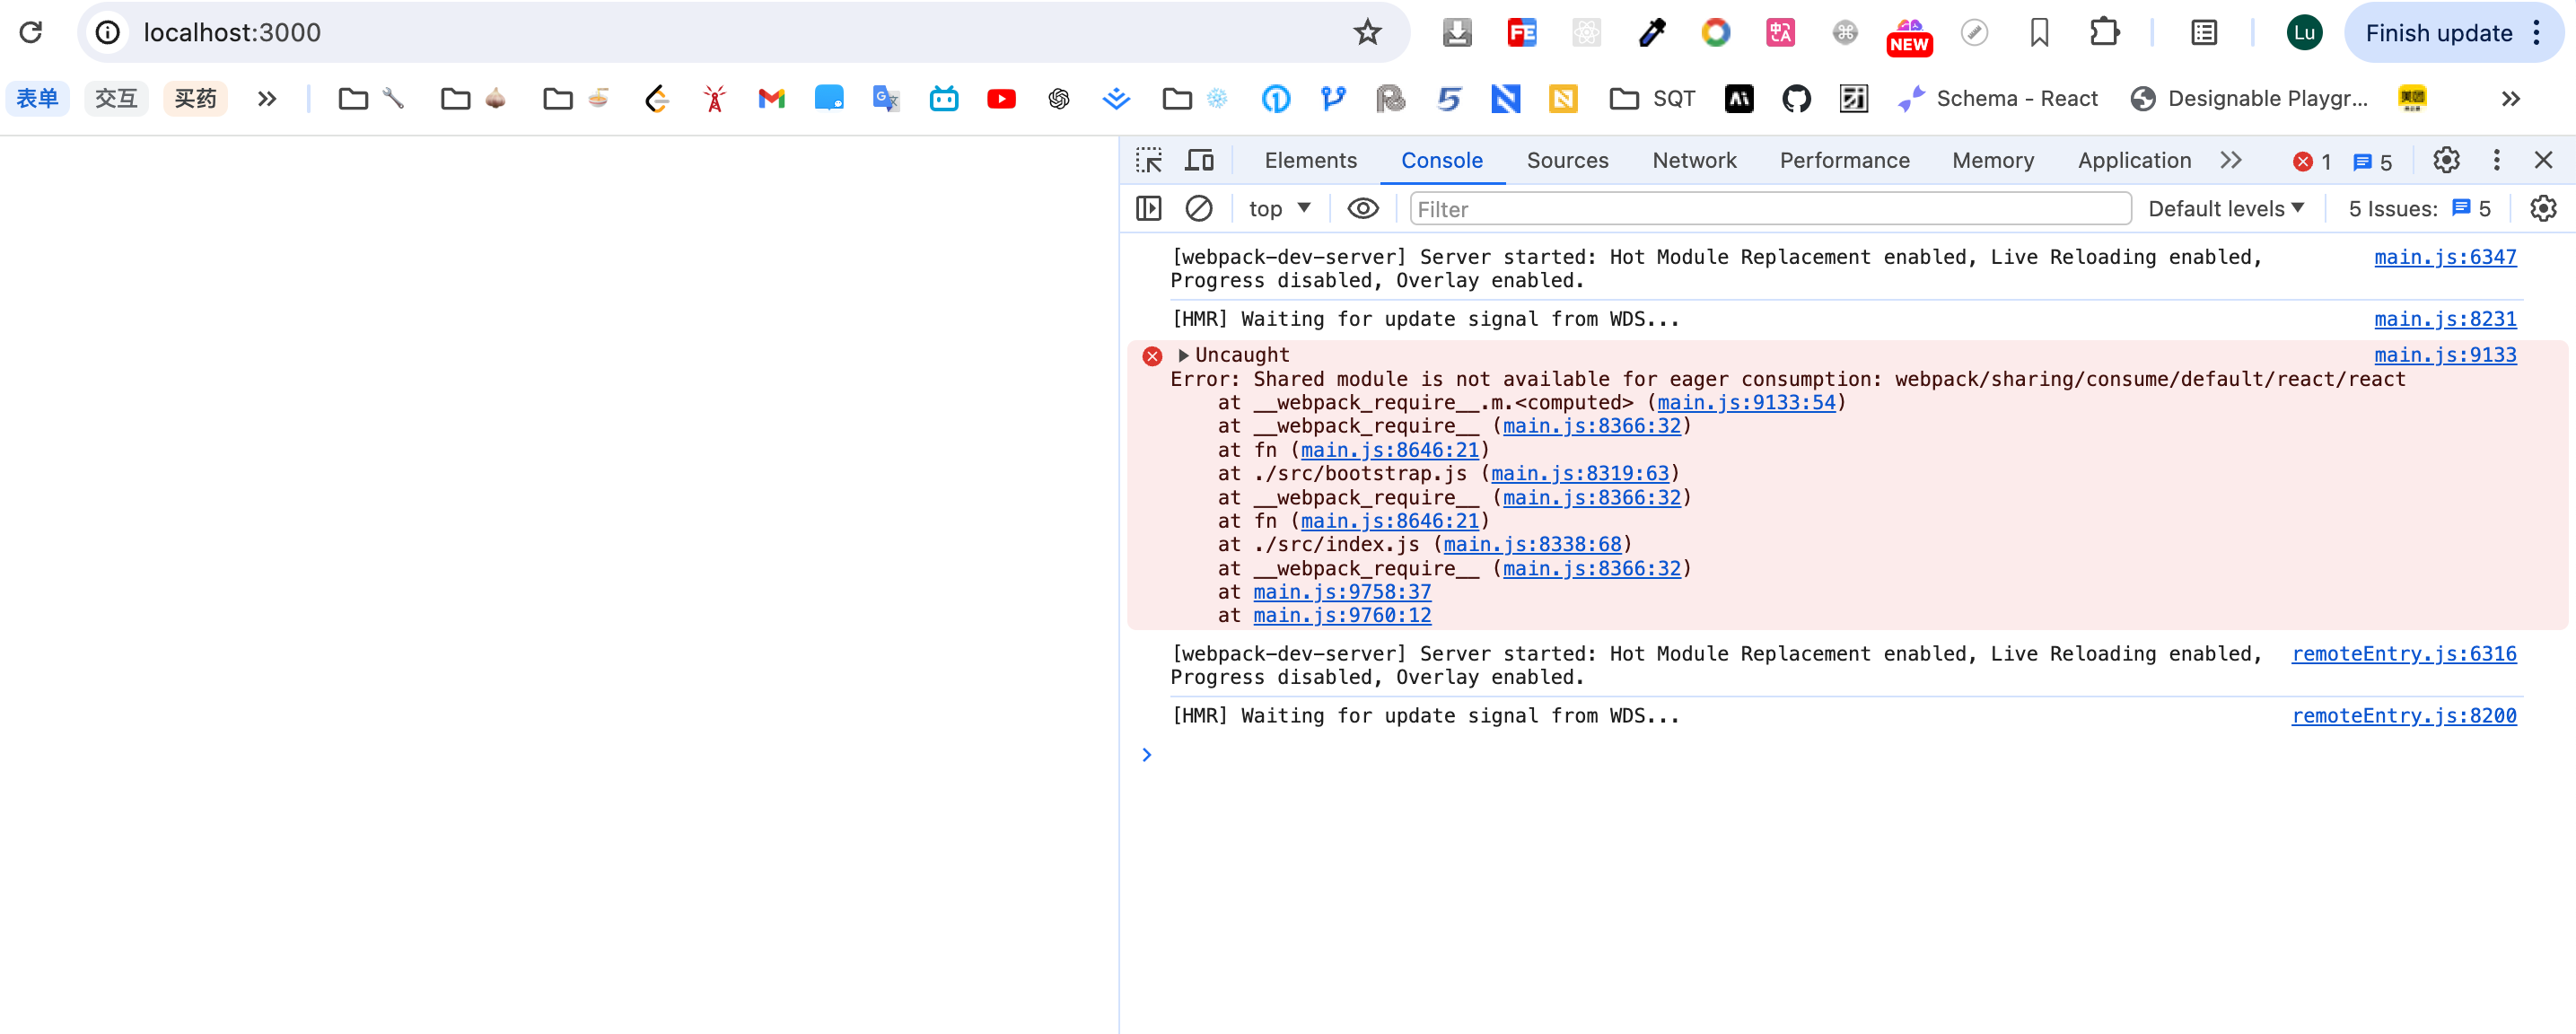 localhost:3000
FE
NEW
Lu
Finish update
表单
交互
买药
SQT
Schema - React
Designable Playgr...
Elements
Console
Sources
Network
Performance
Memory
Application
1
5
top
Filter
Default levels
5 Issues:
5
[webpack-dev-server] Server started: Hot Module Replacement enabled, Live Reloading enabled, main.js:6347
Progress disabled, Overlay enabled.
[HMR] Waiting for update signal from WDS... main.js:8231
Uncaught main.js:9133
Error: Shared module is not available for eager consumption: webpack/sharing/consume/default/react/react
at __webpack_require__.m.<computed> (main.js:9133:54)
at __webpack_require__ (main.js:8366:32)
at fn (main.js:8646:21)
at ./src/bootstrap.js (main.js:8319:63)
at __webpack_require__ (main.js:8366:32)
at fn (main.js:8646:21)
at ./src/index.js (main.js:8338:68)
at __webpack_require__ (main.js:8366:32)
at main.js:9758:37
at main.js:9760:12
[webpack-dev-server] Server started: Hot Module Replacement enabled, Live Reloading enabled, remoteEntry.js:6316
Progress disabled, Overlay enabled.
[HMR] Waiting for update signal from WDS... remoteEntry.js:8200